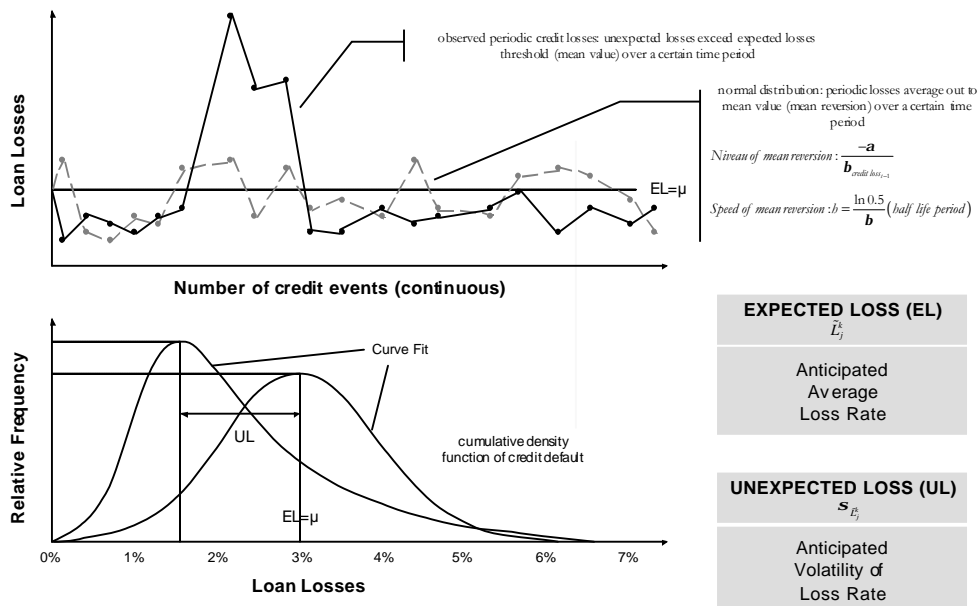 observed periodic credit losses: unexpected losses exceed expected losses
threshold (mean value) over a certain time period
normal distribution: periodic losses average out to
mean value (mean reversion) over a certain time
period
Niveau of mean reversion : -a / b credit loss t-1
Speed of mean reversion : h = ln 0.5 / b (half life period)
Loan Losses
EL=μ
Number of credit events (continuous)
EXPECTED LOSS (EL)
L̃ʲₖ
Anticipated
Average
Loss Rate
Relative Frequency
Curve Fit
UL
cumulative density
function of credit default
EL=μ
0% 1% 2% 3% 4% 5% 6% 7%
Loan Losses
UNEXPECTED LOSS (UL)
Anticipated
Volatility of
Loss Rate